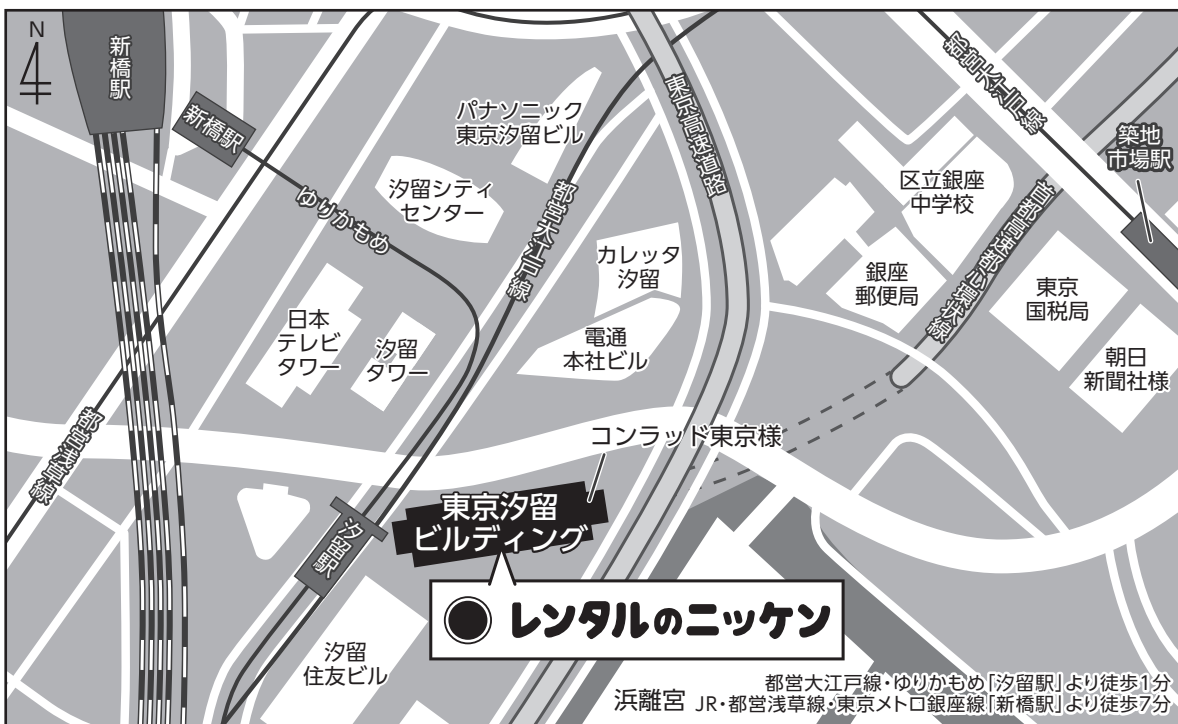 N
新橋駅
新橋駅
ゆりかもめ
パナソニック
東京汐留ビル
汐留シティ
センター
都営大江戸線
東京高速道路
都営大江戸線
築地
市場駅
区立銀座
中学校
首都高速都心環状線
カレッタ
汐留
銀座
郵便局
東京
国税局
日本
テレビ
タワー
汐留
タワー
電通
本社ビル
朝日
新聞社様
都営浅草線
コンラッド東京様
東京汐留
ビルディング
汐留駅
レンタルのニッケン
汐留
住友ビル
浜離宮
都営大江戸線・ゆりかもめ「汐留駅」より徒歩1分
JR・都営浅草線・東京メトロ銀座線「新橋駅」より徒歩7分